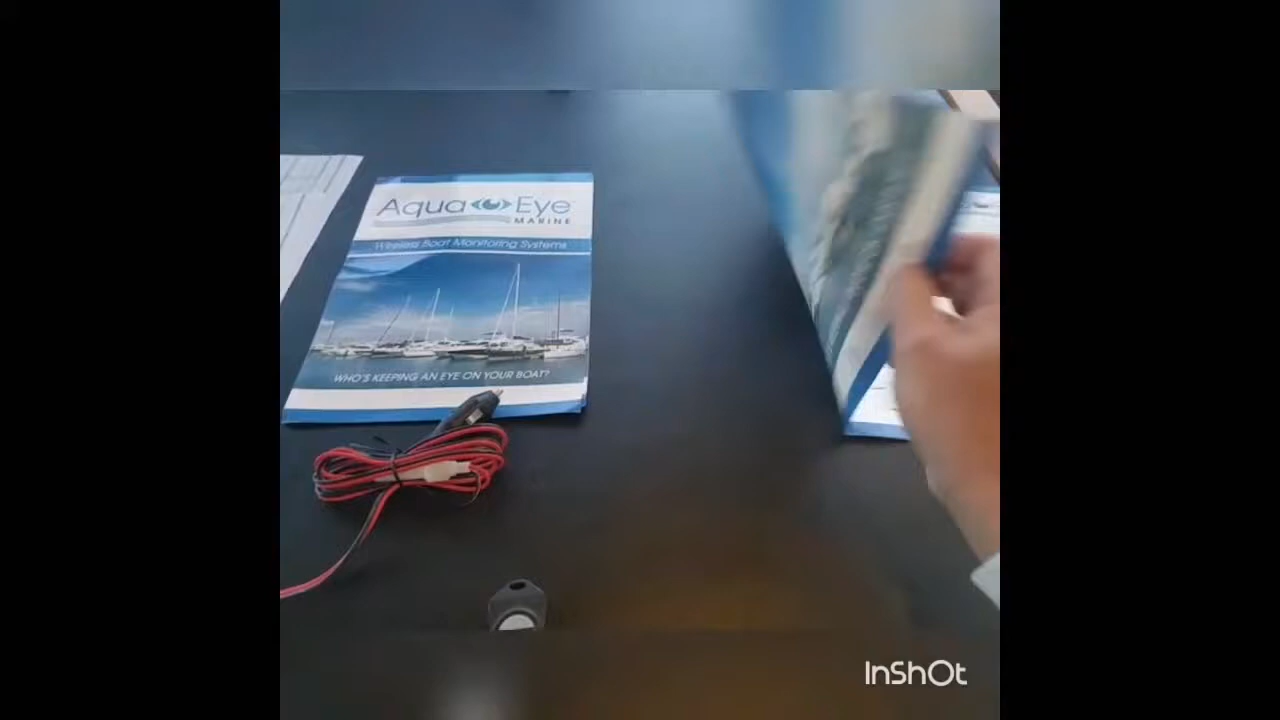 Aqua Eye
MARINE
Wireless Boat Monitoring Systems
WHO'S KEEPING AN EYE ON YOUR BOAT?
InShOt